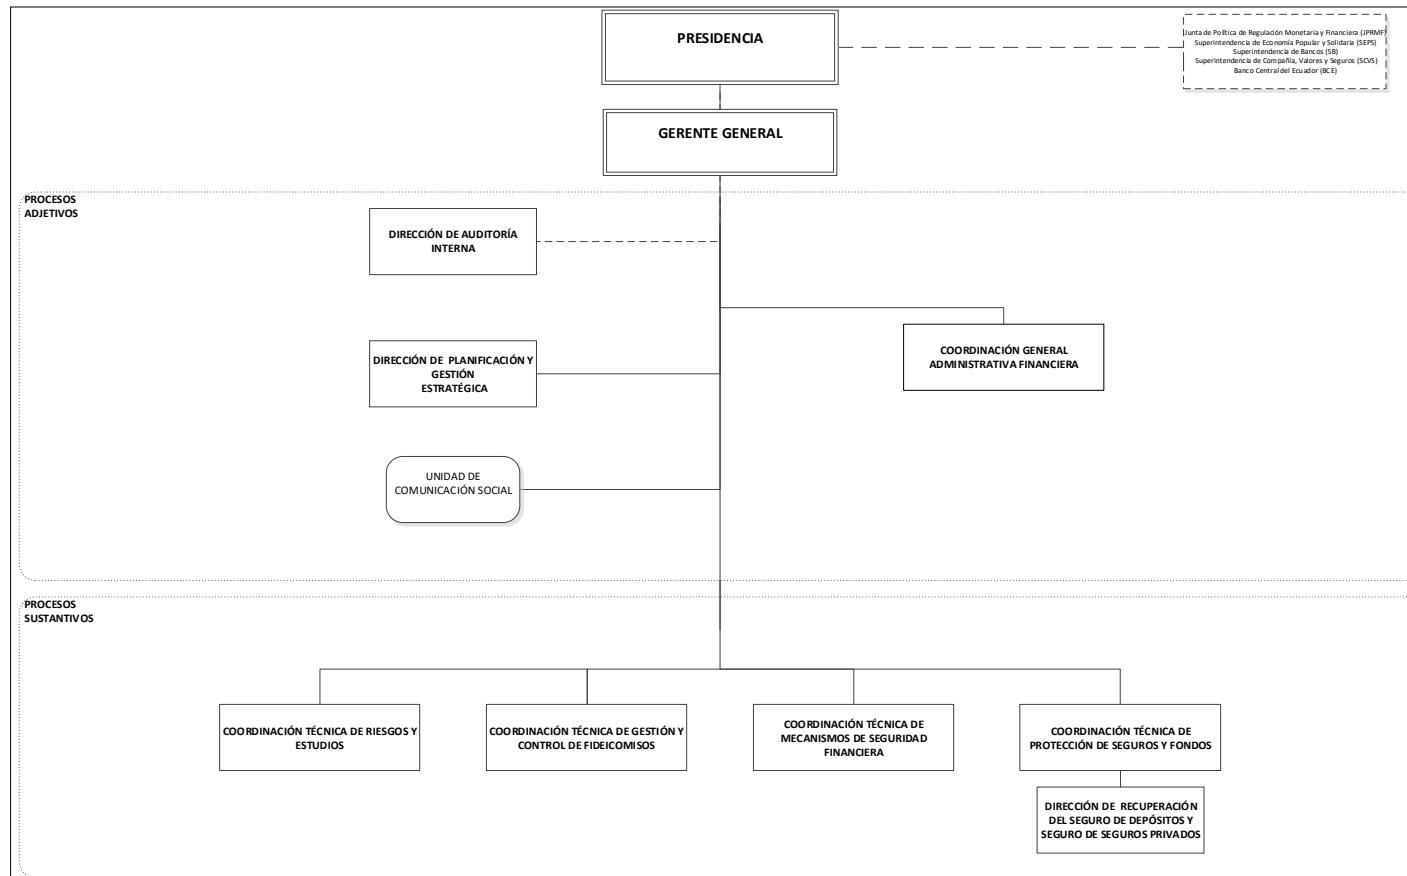 PRESIDENCIA
Junta de Política de Regulación Monetaria y Financiera (JPRMF)
Superintendencia de Economía Popular y Solidaria (SEPS)
Superintendencia de Bancos (SB)
Superintendencia de Compañía, Valores y Seguros (SCVS)
Banco Central del Ecuador (BCE)
GERENTE GENERAL
PROCESOS
ADJETIVOS
DIRECCIÓN DE AUDITORÍA
INTERNA
COORDINACIÓN GENERAL
ADMINISTRATIVA FINANCIERA
DIRECCIÓN DE PLANIFICACIÓN Y
GESTIÓN
ESTRATÉGICA
UNIDAD DE
COMUNICACIÓN SOCIAL
PROCESOS
SUSTANTIVOS
COORDINACIÓN TÉCNICA DE RIESGOS Y
ESTUDIOS
COORDINACIÓN TÉCNICA DE GESTIÓN Y
CONTROL DE FIDEICOMISOS
COORDINACIÓN TÉCNICA DE
MECANISMOS DE SEGURIDAD
FINANCIERA
COORDINACIÓN TÉCNICA DE
PROTECCIÓN DE SEGUROS Y FONDOS
DIRECCIÓN DE RECUPERACIÓN
DEL SEGURO DE DEPÓSITOS Y
SEGURO DE SEGUROS PRIVADOS